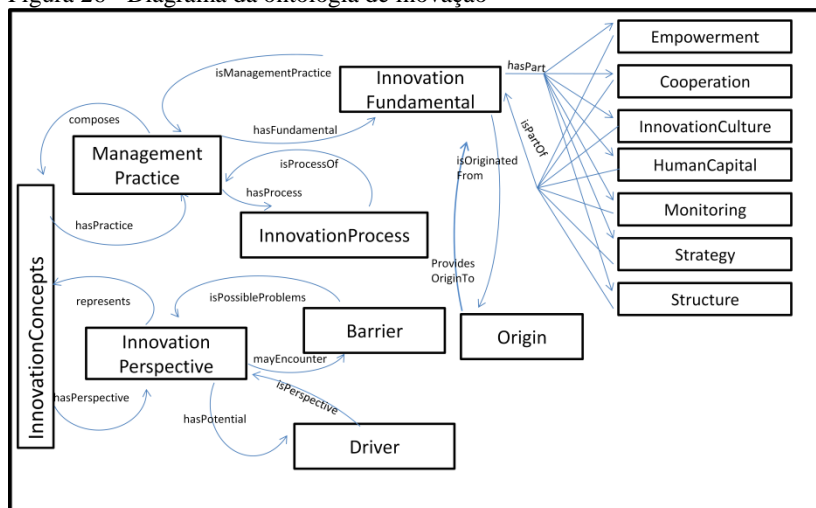 Figura 26 - Diagrama da ontologia de inovação
Empowerment
hasPart
isManagementPractice
Innovation
Fundamental
Cooperation
composes
hasFundamental
isPartOf
InnovationCulture
Management
Practice
isProcessOf
isOriginated
From
HumanCapital
hasProcess
Monitoring
hasPractice
InnovationProcess
Strategy
Provides
OriginTo
InnovationConcepts
represents
isPossibleProblems
Structure
Barrier
Origin
Innovation
Perspective
mayEncounter
hasPerspective
IsPerspective
hasPotential
Driver